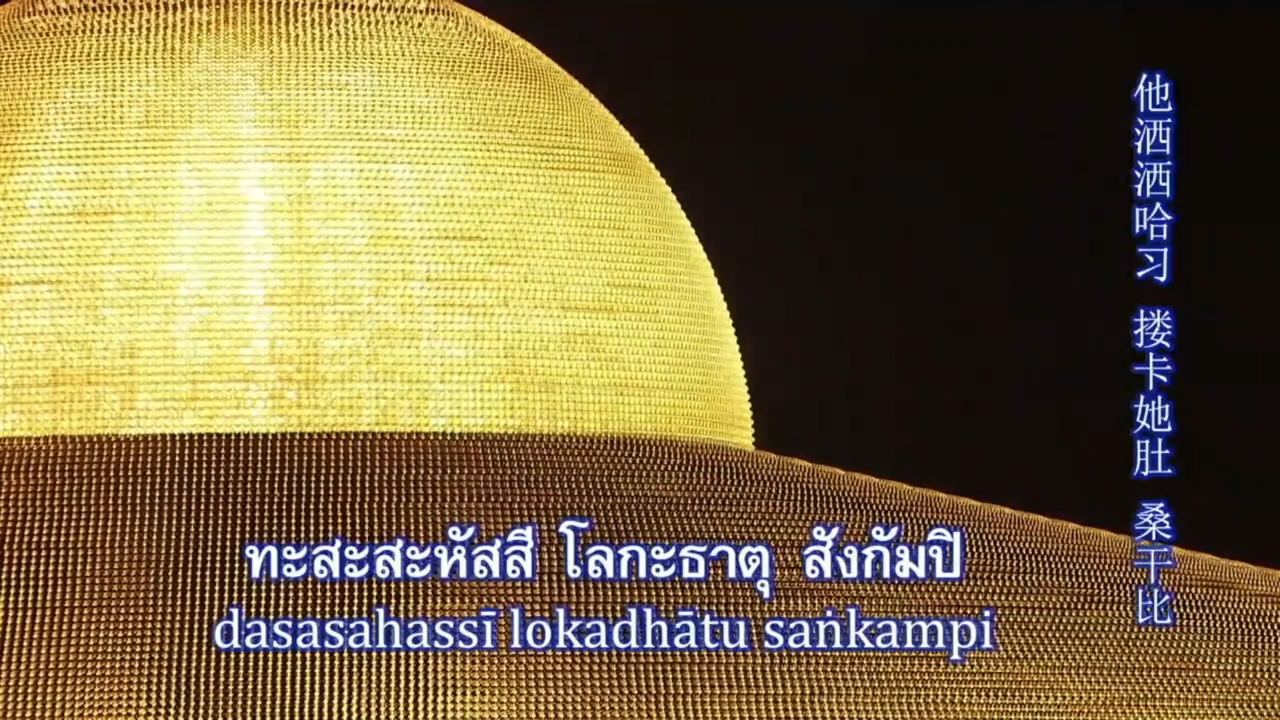 ทะสะสะหัสสี โลกะธาตุ สังกัมปิ
dasasahassī lokadhātu saṅkampi
他洒洒哈习 搂卡她肚 桑干比